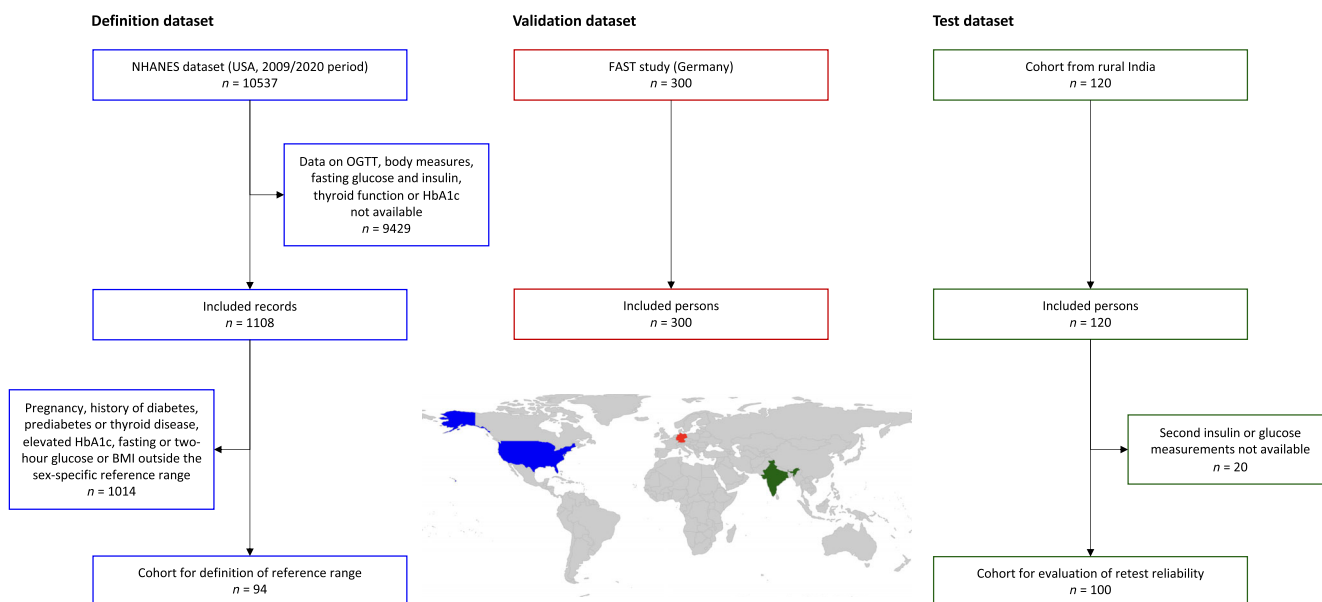 Definition dataset
NHANES dataset (USA, 2009/2020 period)
n = 10537
Data on OGTT, body measures,
fasting glucose and insulin,
thyroid function or HbA1c
not available
n = 9429
Included records
n = 1108
Pregnancy, history of diabetes,
prediabetes or thyroid disease,
elevated HbA1c, fasting or two-
hour glucose or BMI outside the
sex-specific reference range
n = 1014
Cohort for definition of reference range
n = 94
Validation dataset
FAST study (Germany)
n = 300
Included persons
n = 300
Test dataset
Cohort from rural India
n = 120
Included persons
n = 120
Second insulin or glucose
measurements not available
n = 20
Cohort for evaluation of retest reliability
n = 100